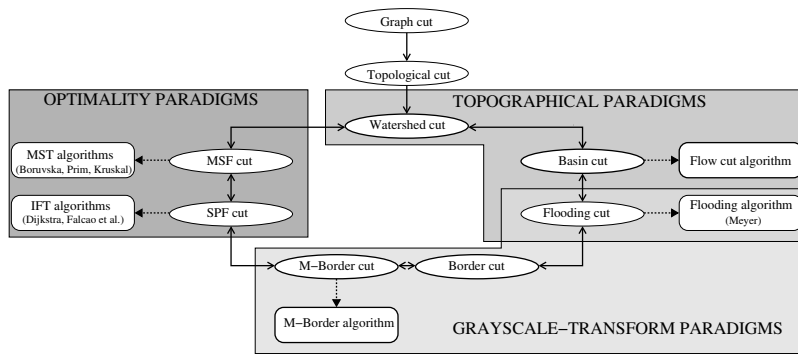 Graph cut
Topological cut
OPTIMALITY PARADIGMS
TOPOGRAPHICAL PARADIGMS
Watershed cut
MST algorithms
(Boruvska, Prim, Kruskal)
MSF cut
Basin cut
Flow cut algorithm
IFT algorithms
(Dijkstra, Falcao et al.)
SPF cut
Flooding cut
Flooding algorithm
(Meyer)
M−Border cut
Border cut
M−Border algorithm
GRAYSCALE−TRANSFORM PARADIGMS